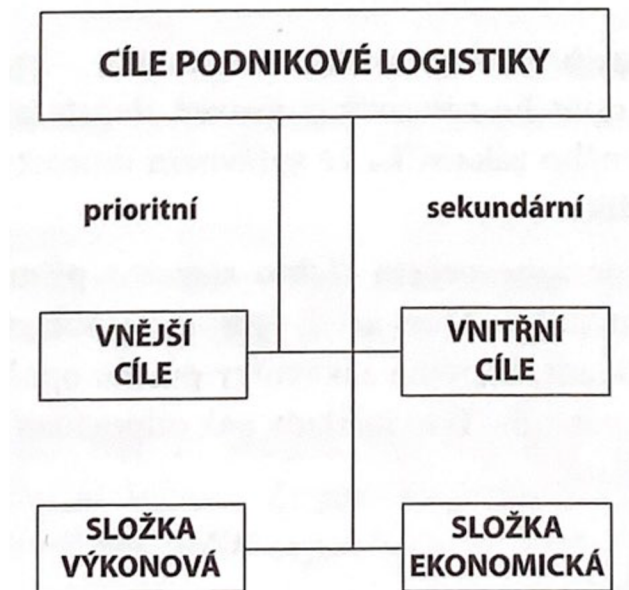 CÍLE PODNIKOVÉ LOGISTIKY
prioritní
sekundární
VNĚJŠÍ
CÍLE
VNITŘNÍ
CÍLE
SLOŽKA
VÝKONOVÁ
SLOŽKA
EKONOMICKÁ